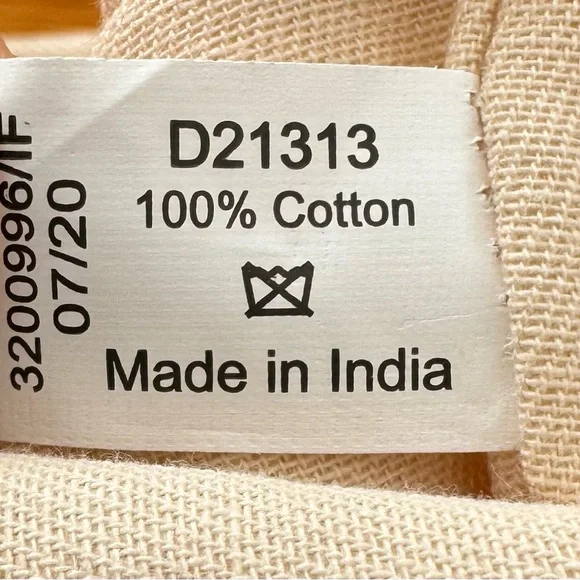 D21313
100% Cotton
Made in India
3200996/IF
07/20